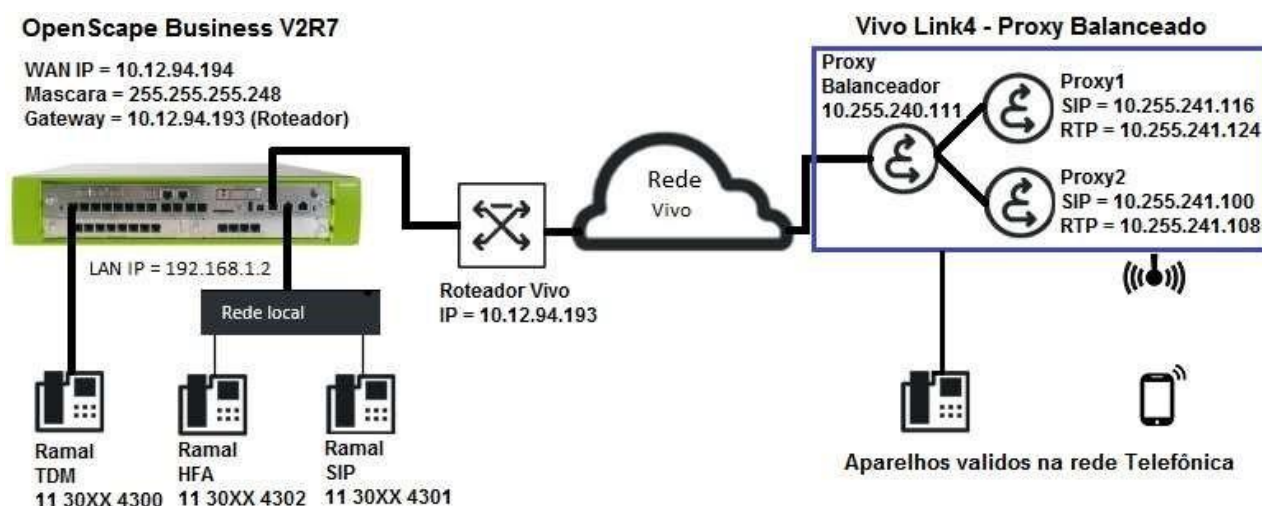 OpenScape Business V2R7
WAN IP = 10.12.94.194
Mascara = 255.255.255.248
Gateway = 10.12.94.193 (Roteador)
LAN IP = 192.168.1.2
Rede local
Ramal
TDM
11 30XX 4300
Ramal
HFA
11 30XX 4302
Ramal
SIP
11 30XX 4301
Roteador Vivo
IP = 10.12.94.193
Rede
Vivo
Vivo Link4 - Proxy Balanceado
Proxy
Balanceador
10.255.240.111
Proxy1
SIP = 10.255.241.116
RTP = 10.255.241.124
Proxy2
SIP = 10.255.241.100
RTP = 10.255.241.108
Aparelhos validos na rede Telefônica